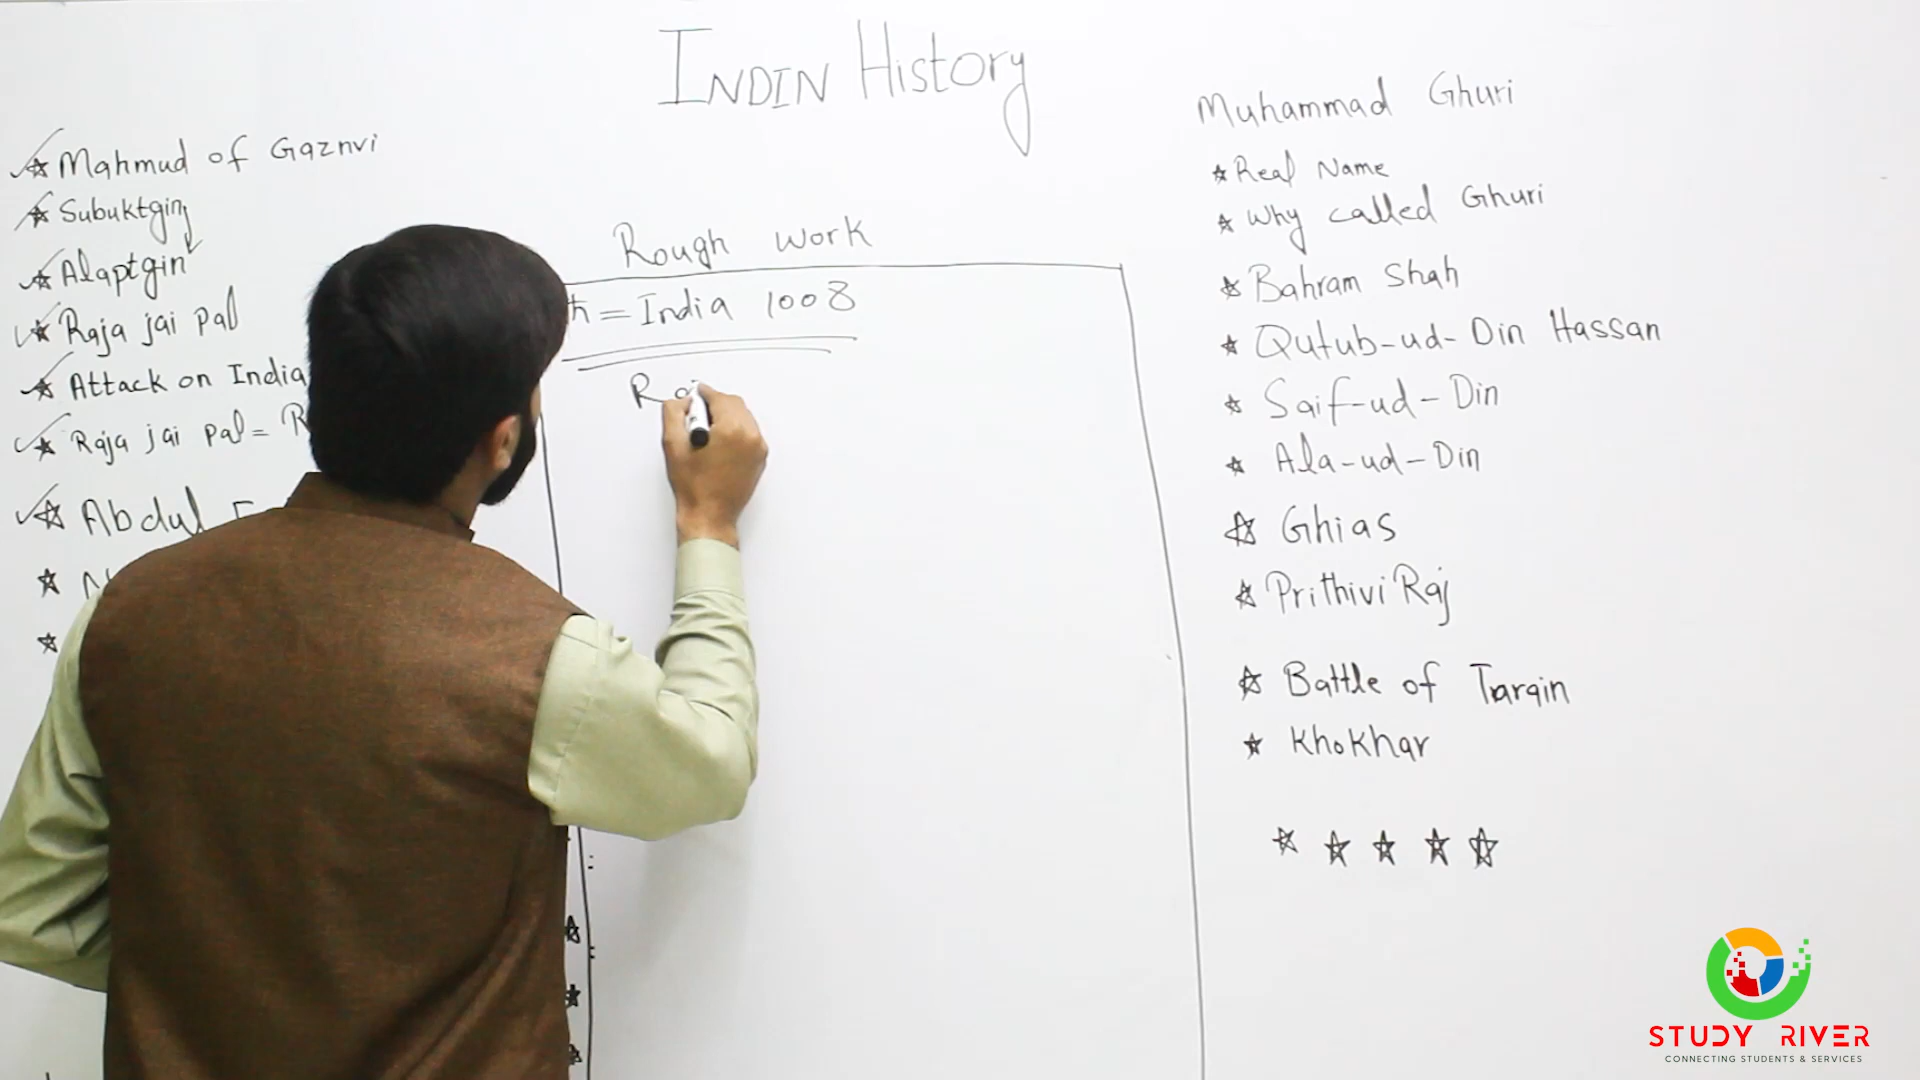 INDIN History
★ Mahmud of Gaznvi
★ Subuktgin
★ Alaptgin
★ Raja jai Pal
★ Attack on India
★ Raja jai Pal = R
★ Abdul
Rough Work
= India 1008
Muhammad Ghuri
★ Real Name
★ Why called Ghuri
★ Bahram Shah
★ Qutub-ud-Din Hassan
★ Saif-ud-Din
★ Ala-ud-Din
★ Ghias
★ Prithivi Raj
★ Battle of Tarain
★ Khokhar
★ ★ ★ ★ ★
STUDY RIVER
CONNECTING STUDENTS & SERVICES